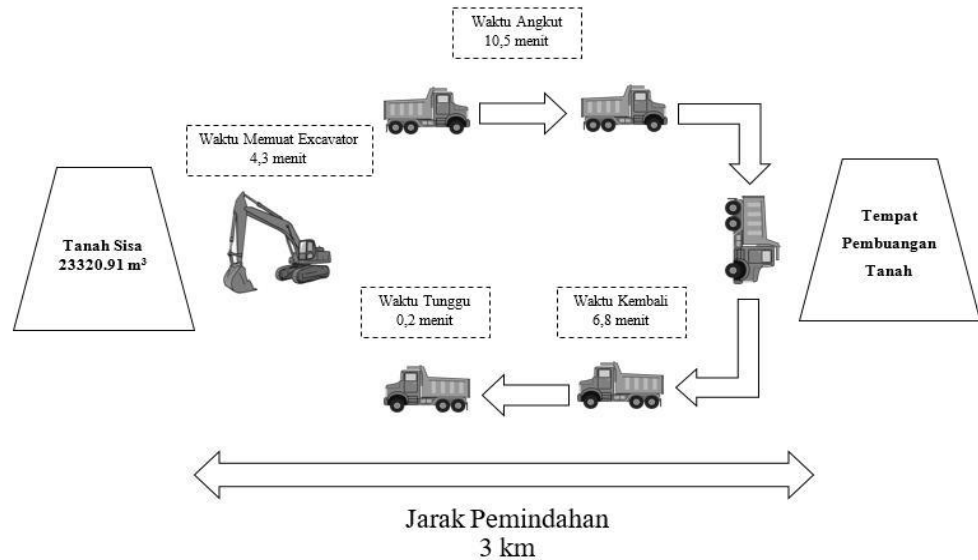 Waktu Angkut
10,5 menit
Waktu Memuat Excavator
4,3 menit
Tanah Sisa
23320.91 m³
Tempat
Pembuangan
Tanah
Waktu Tunggu
0,2 menit
Waktu Kembali
6,8 menit
Jarak Pemindahan
3 km